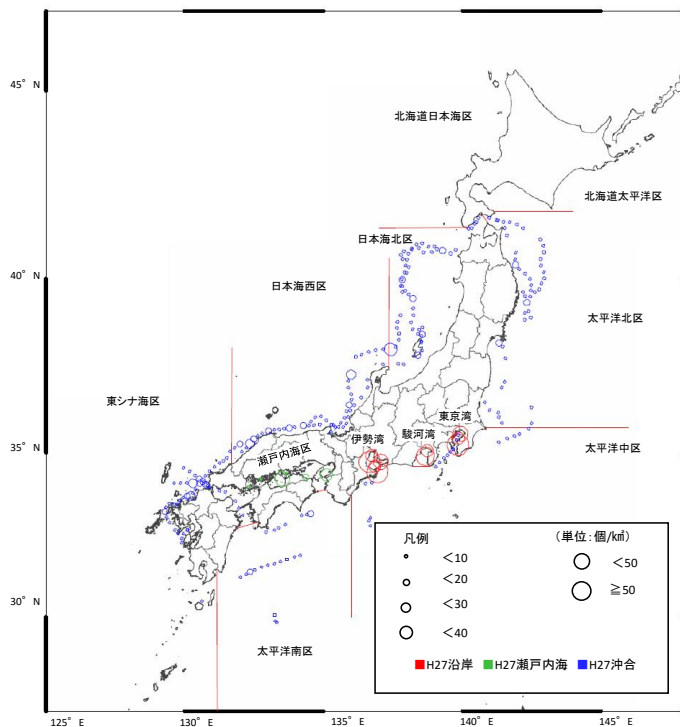 45° N
北海道日本海区
北海道太平洋区
日本海北区
40° N
日本海西区
太平洋北区
東シナ海区
東京湾
駿河湾
伊勢湾
35° N
太平洋中区
瀬戸内海区
凡例
(単位:個/k㎡)
<10
<50
<20
≧50
<30
30° N
<40
太平洋南区
H27沿岸 H27瀬戸内海 H27沖合
125° E 130° E 135° E 140° E 145° E